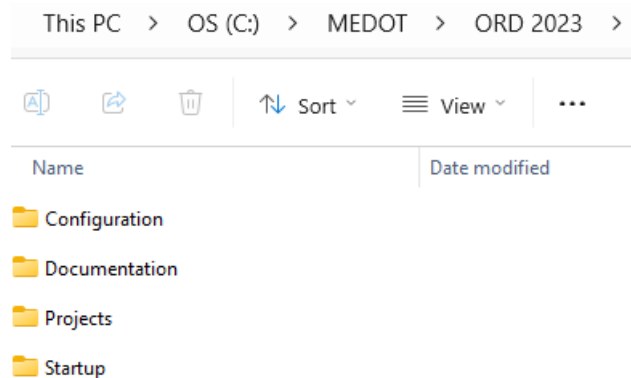 This PC > OS (C:) > MEDOT > ORD 2023 >
Sort View ...
Name Date modified
Configuration
Documentation
Projects
Startup